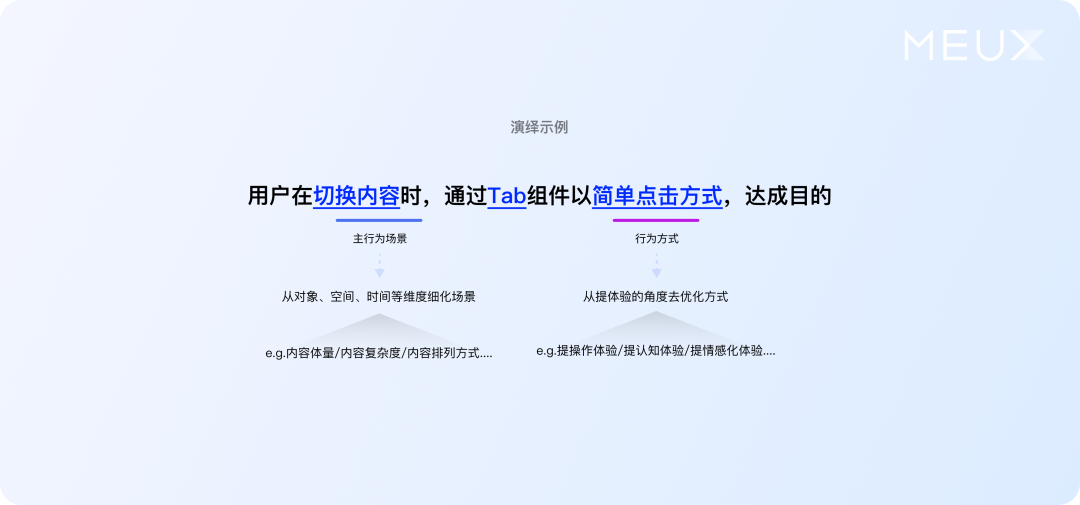 MEUX
演绎示例
用户在切换内容时，通过Tab组件以简单点击方式，达成目的
主行为场景
行为方式
从对象、空间、时间等维度细化场景
从提体验的角度去优化方式
e.g.内容体量/内容复杂度/内容排列方式....
e.g.提操作体验/提认知体验/提情感化体验....